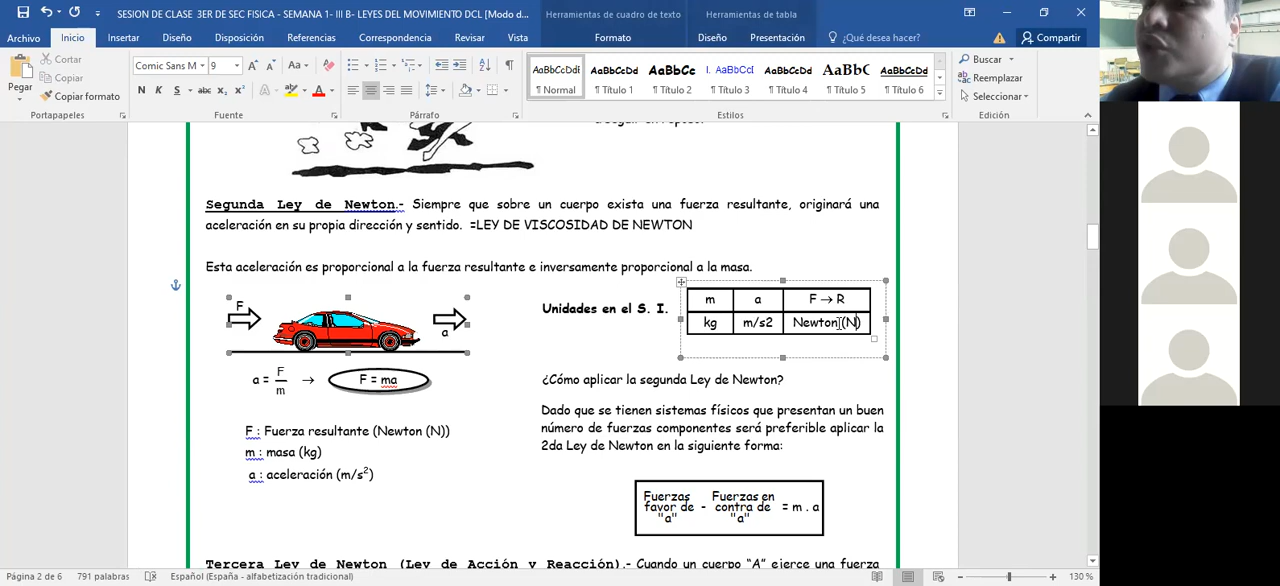 SESION DE CLASE 3ER DE SEC FISICA - SEMANA 1- III B- LEYES DEL MOVIMIENTO DCL [Modo d...
Herramientas de cuadro de texto
Herramientas de tabla
Archivo
Inicio
Insertar
Diseño
Disposición
Referencias
Correspondencia
Revisar
Vista
Formato
Diseño
Presentación
¿Qué desea hacer?
Compartir
Pegar
Cortar
Copiar
Copiar formato
Portapapeles
Comic Sans M
9
Aa
N K S abc x₂ x²
Fuente
Párrafo
AaBbCcDdE AaBbCcDd AaBbCc I. AaBbCcI AaBbCcDd AaBbC AaBbCcDd
¶ Normal
¶ Título 1
¶ Título 2
¶ Título 3
¶ Título 4
¶ Título 5
¶ Título 6
Estilos
Buscar
Reemplazar
Seleccionar
Edición
Segunda Ley de Newton.- Siempre que sobre un cuerpo exista una fuerza resultante, originará una
aceleración en su propia dirección y sentido. =LEY DE VISCOSIDAD DE NEWTON
Esta aceleración es proporcional a la fuerza resultante e inversamente proporcional a la masa.
F
a
Unidades en el S. I.
m a F → R
kg m/s2 Newton (N)
a = F/m → F = ma
F : Fuerza resultante (Newton (N))
m : masa (kg)
a : aceleración (m/s²)
¿Cómo aplicar la segunda Ley de Newton?
Dado que se tienen sistemas físicos que presentan un buen
número de fuerzas componentes será preferible aplicar la
2da Ley de Newton en la siguiente forma:
Fuerzas Fuerzas en
favor de - contra de = m . a
"a" "a"
Tercera Ley de Newton (Ley de Acción y Reacción).- Cuando un cuerpo "A" ejerce una fuerza
Página 2 de 6
791 palabras
Español (España - alfabetización tradicional)
130 %